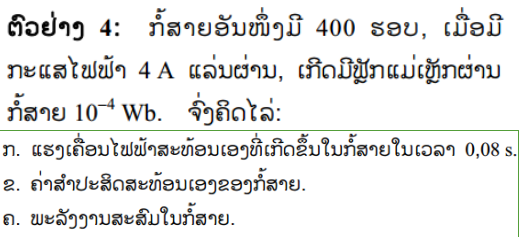 ຕົວຢ່າງ 4: ກໍ້ສາຍອັນໜຶ່ງມີ 400 ຮອບ, ເມື່ອມີ
ກະແສໄຟຟ້າ 4 A ແລ່ນຜ່ານ, ເກີດມີຟຼັກແມ່ເຫຼັກຜ່ານ
ກໍ້ສາຍ 10⁻⁴ Wb. ຈົ່ງຄິດໄລ່:
ກ. ແຮງເຄື່ອນໄຟຟ້າສະທ້ອນເອງທີ່ເກີດຂຶ້ນໃນກໍ້ສາຍໃນເວລາ 0,08 s.
ຂ. ຄ່າສຳປະສິດສະທ້ອນເອງຂອງກໍ້ສາຍ.
ຄ. ພະລັງງານສະສົມໃນກໍ້ສາຍ.